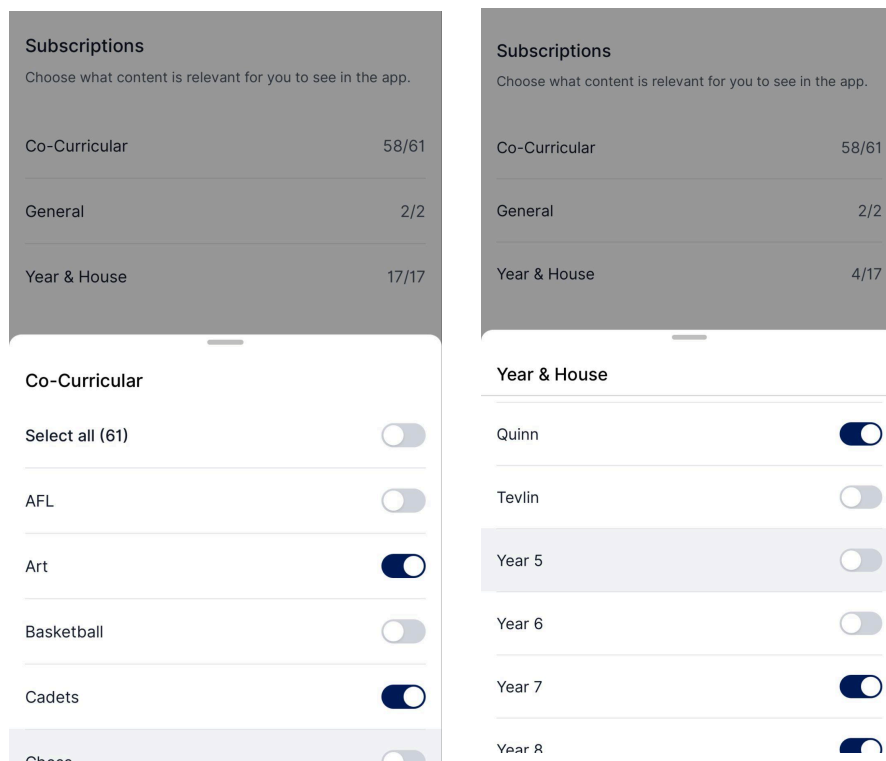 Subscriptions
Choose what content is relevant for you to see in the app.
Co-Curricular 58/61
General 2/2
Year & House 17/17
Co-Curricular
Select all (61)
AFL
Art
Basketball
Cadets
Chess
Subscriptions
Choose what content is relevant for you to see in the app.
Co-Curricular 58/61
General 2/2
Year & House 4/17
Year & House
Quinn
Tevlin
Year 5
Year 6
Year 7
Year 8